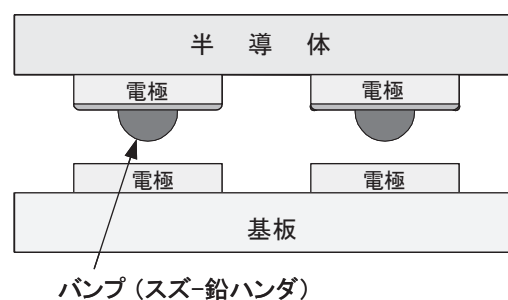 半導体
電極 電極
電極 電極
基板
バンプ（スズ-鉛ハンダ）